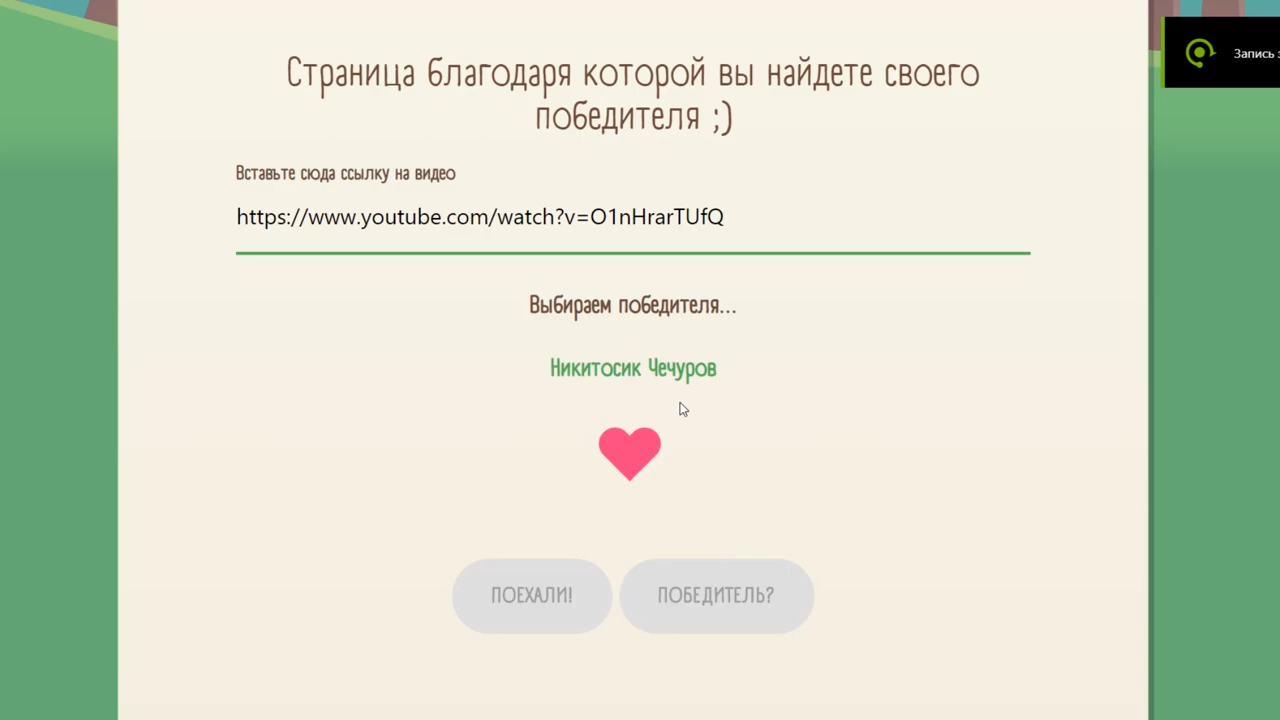 Страница благодаря которой вы найдете своего
победителя ;)
Запись
Вставьте сюда ссылку на видео
https://www.youtube.com/watch?v=O1nHrarTUfQ
Выбираем победителя...
Никитосик Чечуров
ПОЕХАЛИ!
ПОБЕДИТЕЛЬ?